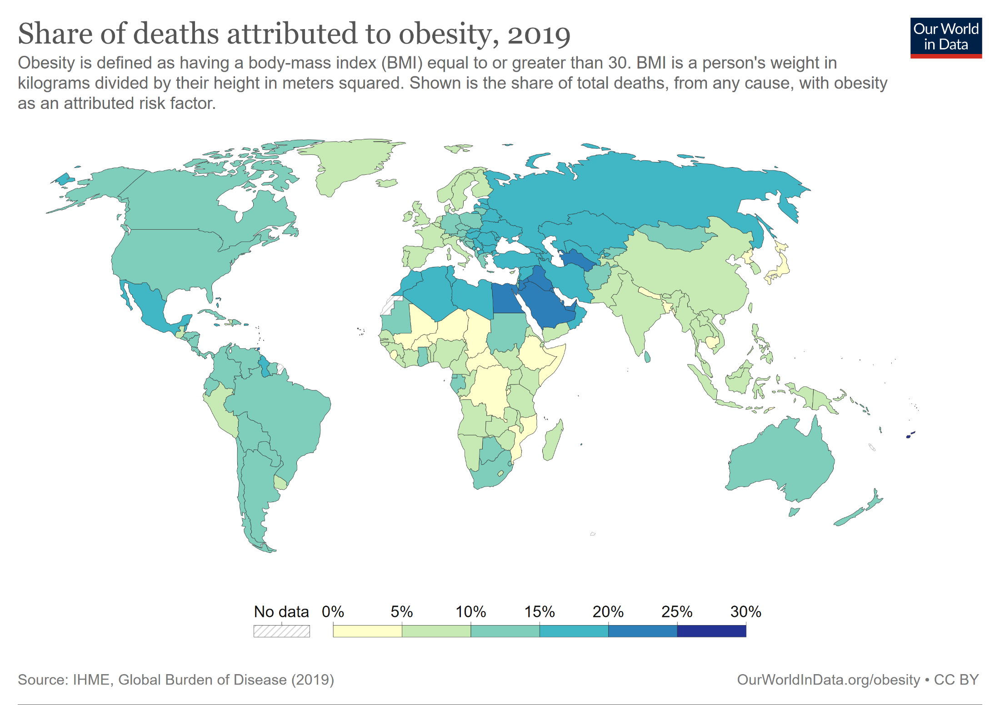 Share of deaths attributed to obesity, 2019
Our World
in Data
Obesity is defined as having a body-mass index (BMI) equal to or greater than 30. BMI is a person's weight in
kilograms divided by their height in meters squared. Shown is the share of total deaths, from any cause, with obesity
as an attributed risk factor.
No data 0% 5% 10% 15% 20% 25% 30%
Source: IHME, Global Burden of Disease (2019)
OurWorldInData.org/obesity • CC BY